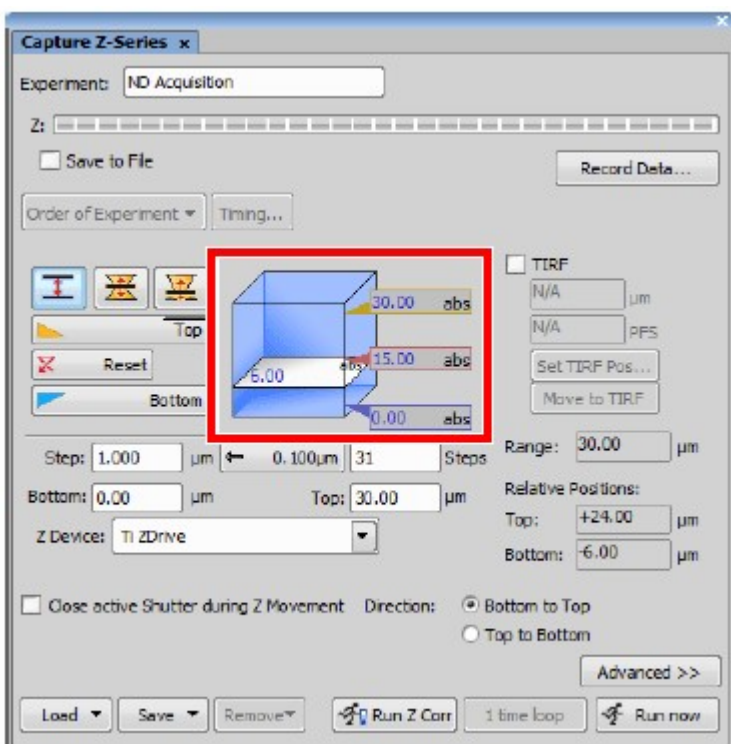 Capture Z-Series x
Experiment: ND Acquisition
Z:
Save to File
Record Data...
Order of Experiment Timing...
TIRF
N/A μm
N/A PFS
Set TIRF Pos...
Move to TIRF
Top
Reset
Bottom
30.00 abs
15.00 abs
6.00 abs
0.00 abs
Step: 1.000 μm 0.100μm 31 Steps
Range: 30.00 μm
Bottom: 0.00 μm Top: 30.00 μm
Relative Positions:
Top: +24.00 μm
Z Device: Ti ZDrive
Bottom: -6.00 μm
Close active Shutter during Z Movement Direction: Bottom to Top
Top to Bottom
Advanced >>
Load Save Remove Run Z Corr 1 time loop Run now